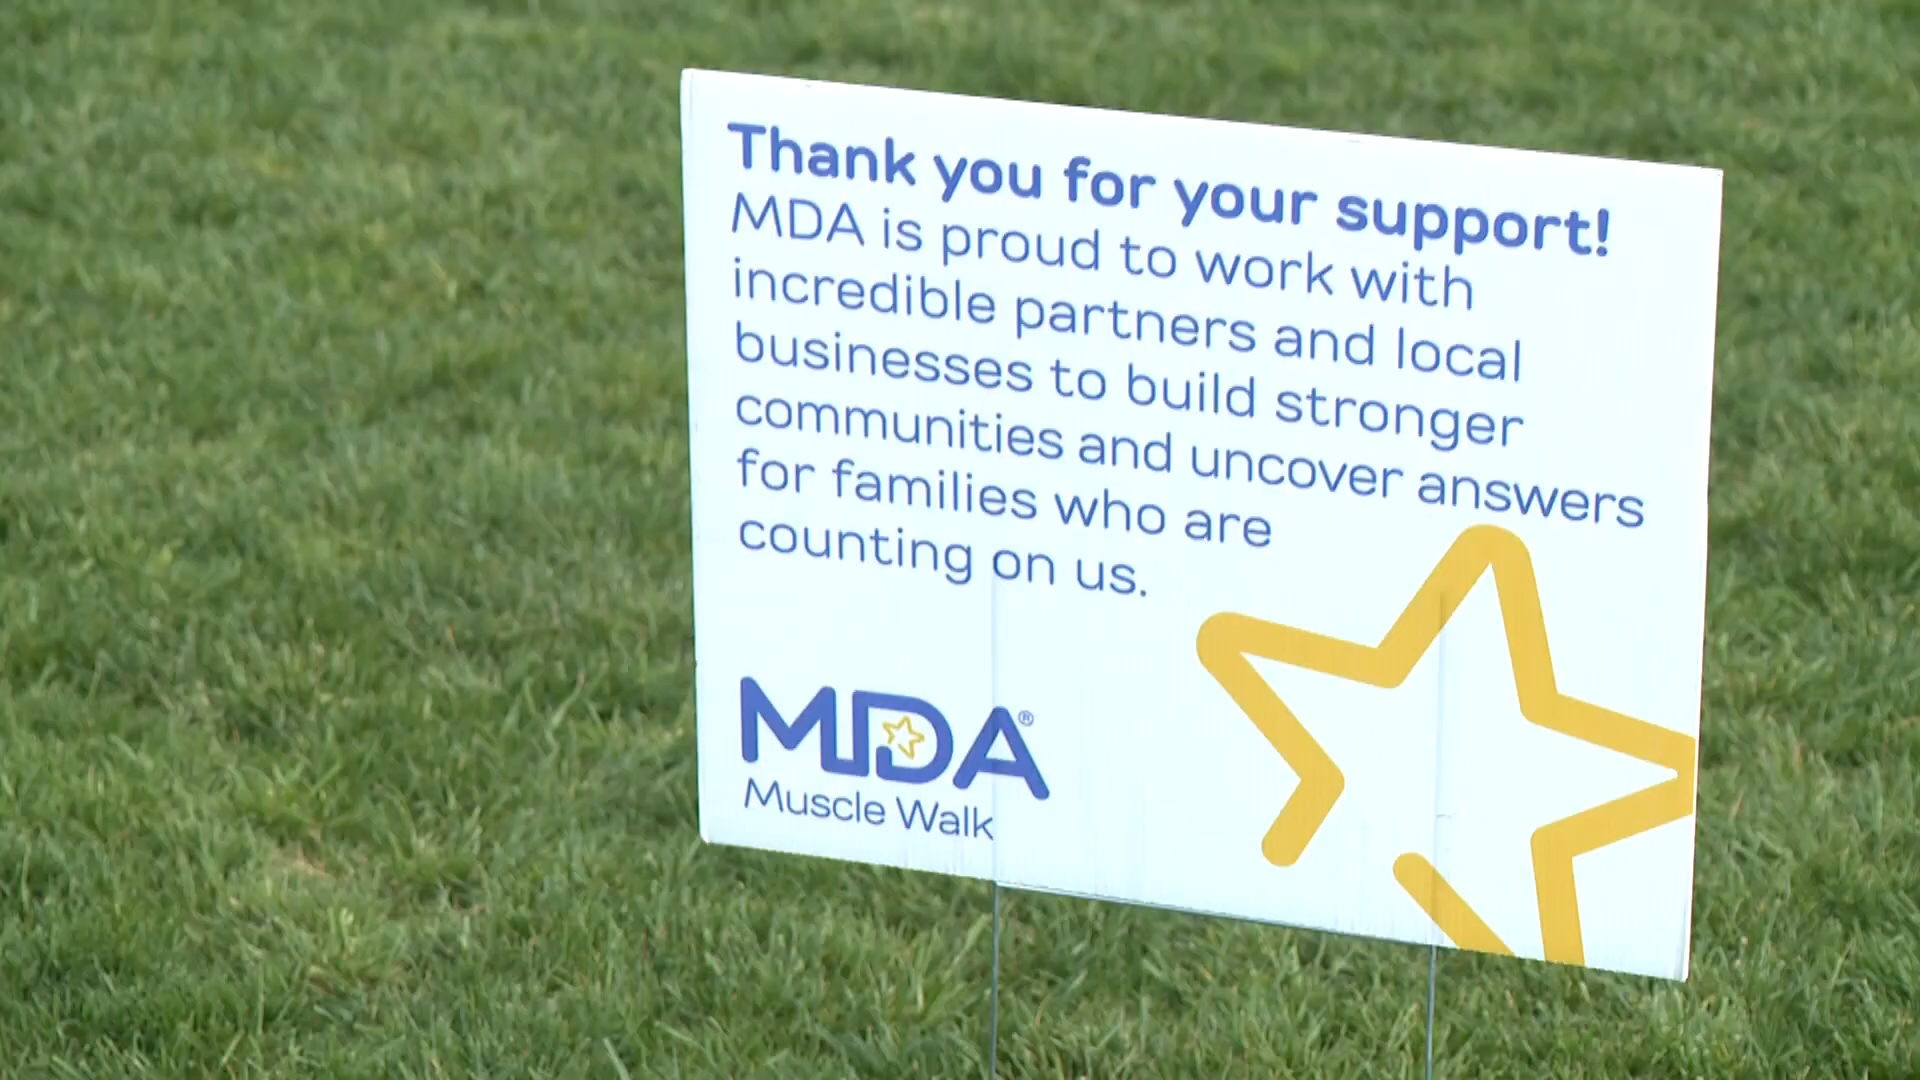 Thank you for your support!
MDA is proud to work with
incredible partners and local
businesses to build stronger
communities and uncover answers
for families who are
counting on us.
MDA®
Muscle Walk